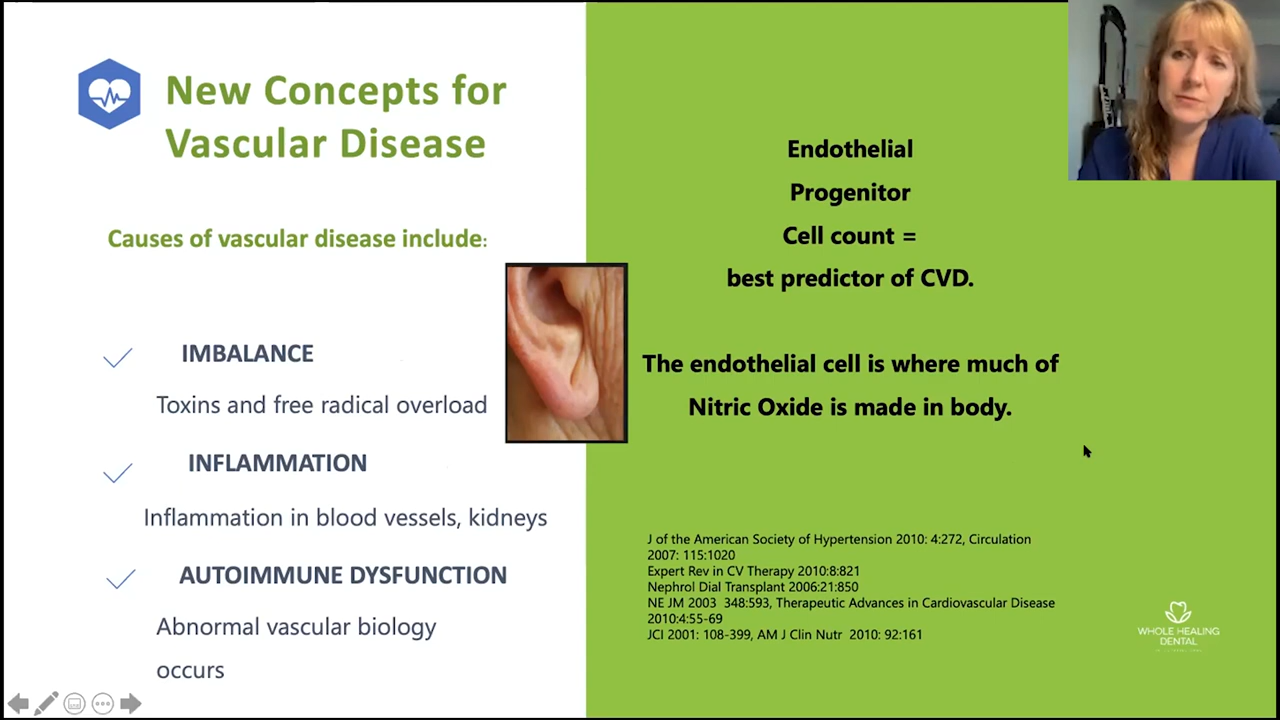 New Concepts for
Vascular Disease
Causes of vascular disease include:
IMBALANCE
Toxins and free radical overload
INFLAMMATION
Inflammation in blood vessels, kidneys
AUTOIMMUNE DYSFUNCTION
Abnormal vascular biology
occurs
Endothelial
Progenitor
Cell count =
best predictor of CVD.
The endothelial cell is where much of
Nitric Oxide is made in body.
J of the American Society of Hypertension 2010: 4:272, Circulation
2007: 115:1020
Expert Rev in CV Therapy 2010:8:821
Nephrol Dial Transplant 2006:21:850
NE JM 2003  348:593, Therapeutic Advances in Cardiovascular Disease
2010:4:55-69
JCI 2001: 108-399, AM J Clin Nutr  2010: 92:161
WHOLE HEALING
DENTAL